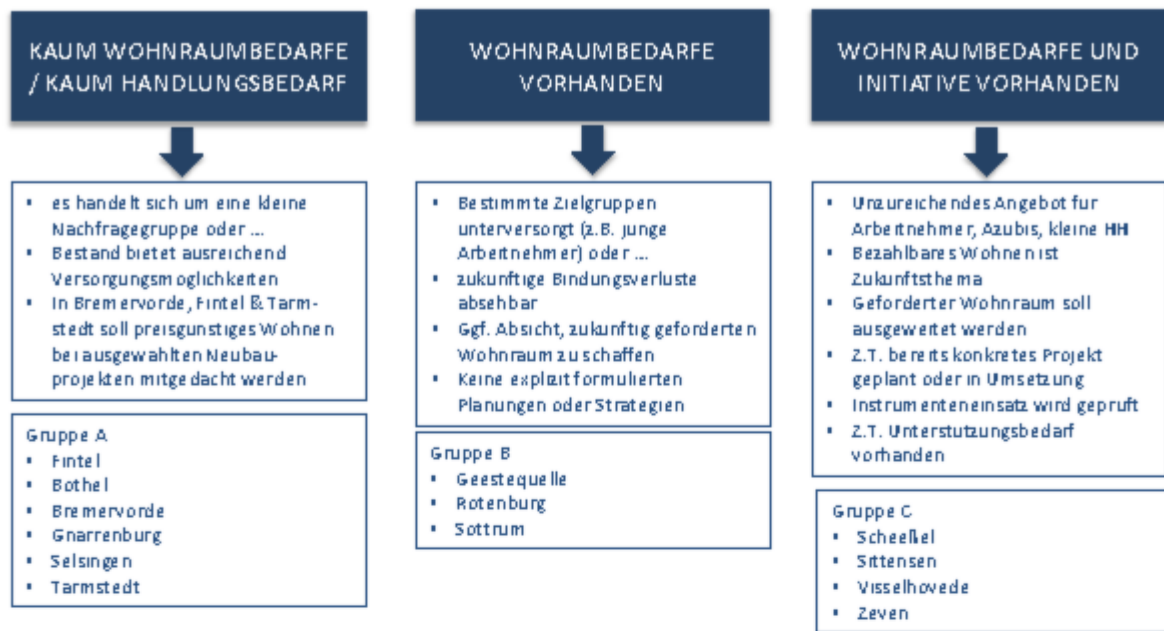 KAUM WOHNRAUMBEDARFE
/ KAUM HANDLUNGSBEDARF
es handelt sich um eine kleine
Nachfragegruppe oder ...
Bestand bietet ausreichend
Versorgungsmoglichkeiten
In Bremervorde, Fintel & Tarm-
stedt soll preisgunstiges Wohnen
bei ausgewahlten Neubau-
projekten mitgedacht werden
Gruppe A
Fintel
Bothel
Bremervorde
Gnarrenburg
Selsingen
Tarmstedt
WOHNRAUMBEDARFE
VORHANDEN
Bestimmte Zielgruppen
unterversorgt (z.B. junge
Arbeitnehmer) oder ...
zukunftige Bindungsverluste
absehbar
Ggf. Absicht, zukunftig geforderten
Wohnraum zu schaffen
Keine explizit formulierten
Planungen oder Strategien
Gruppe B
Geestequelle
Rotenburg
Sottrum
WOHNRAUMBEDARFE UND
INITIATIVE VORHANDEN
Unzureichendes Angebot fur
Arbeitnehmer, Azubis, kleine HH
Bezahlbares Wohnen ist
Zukunftsthema
Geforderter Wohnraum soll
ausgewertet werden
Z.T. bereits konkretes Projekt
geplant oder in Umsetzung
Instrumenteneinsatz wird gepruft
Z.T. Unterstutzungsbedarf
vorhanden
Gruppe C
Scheeßel
Sittensen
Visselhovede
Zeven